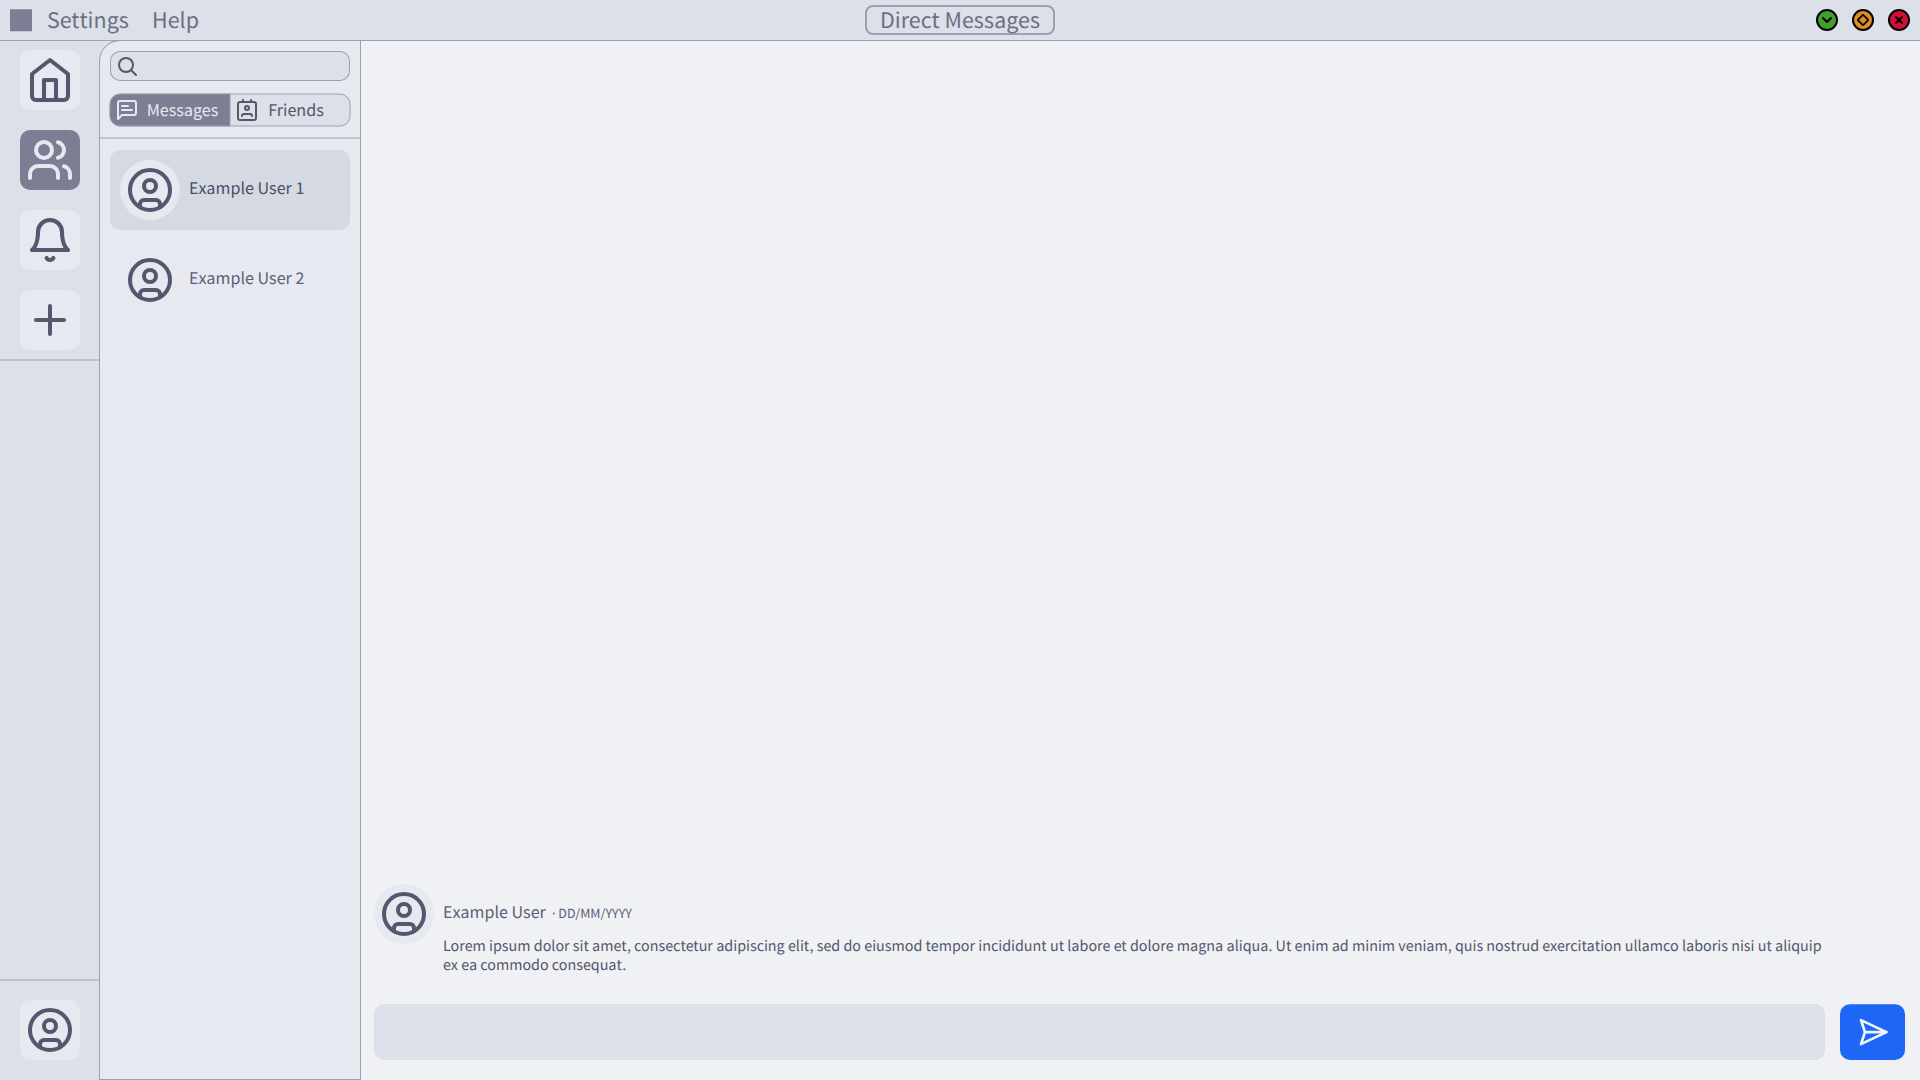 Settings Help Direct Messages
Messages Friends
Example User 1
Example User 2
Example User · DD/MM/YYYY
Lorem ipsum dolor sit amet, consectetur adipiscing elit, sed do eiusmod tempor incididunt ut labore et dolore magna aliqua. Ut enim ad minim veniam, quis nostrud exercitation ullamco laboris nisi ut aliquip
ex ea commodo consequat.